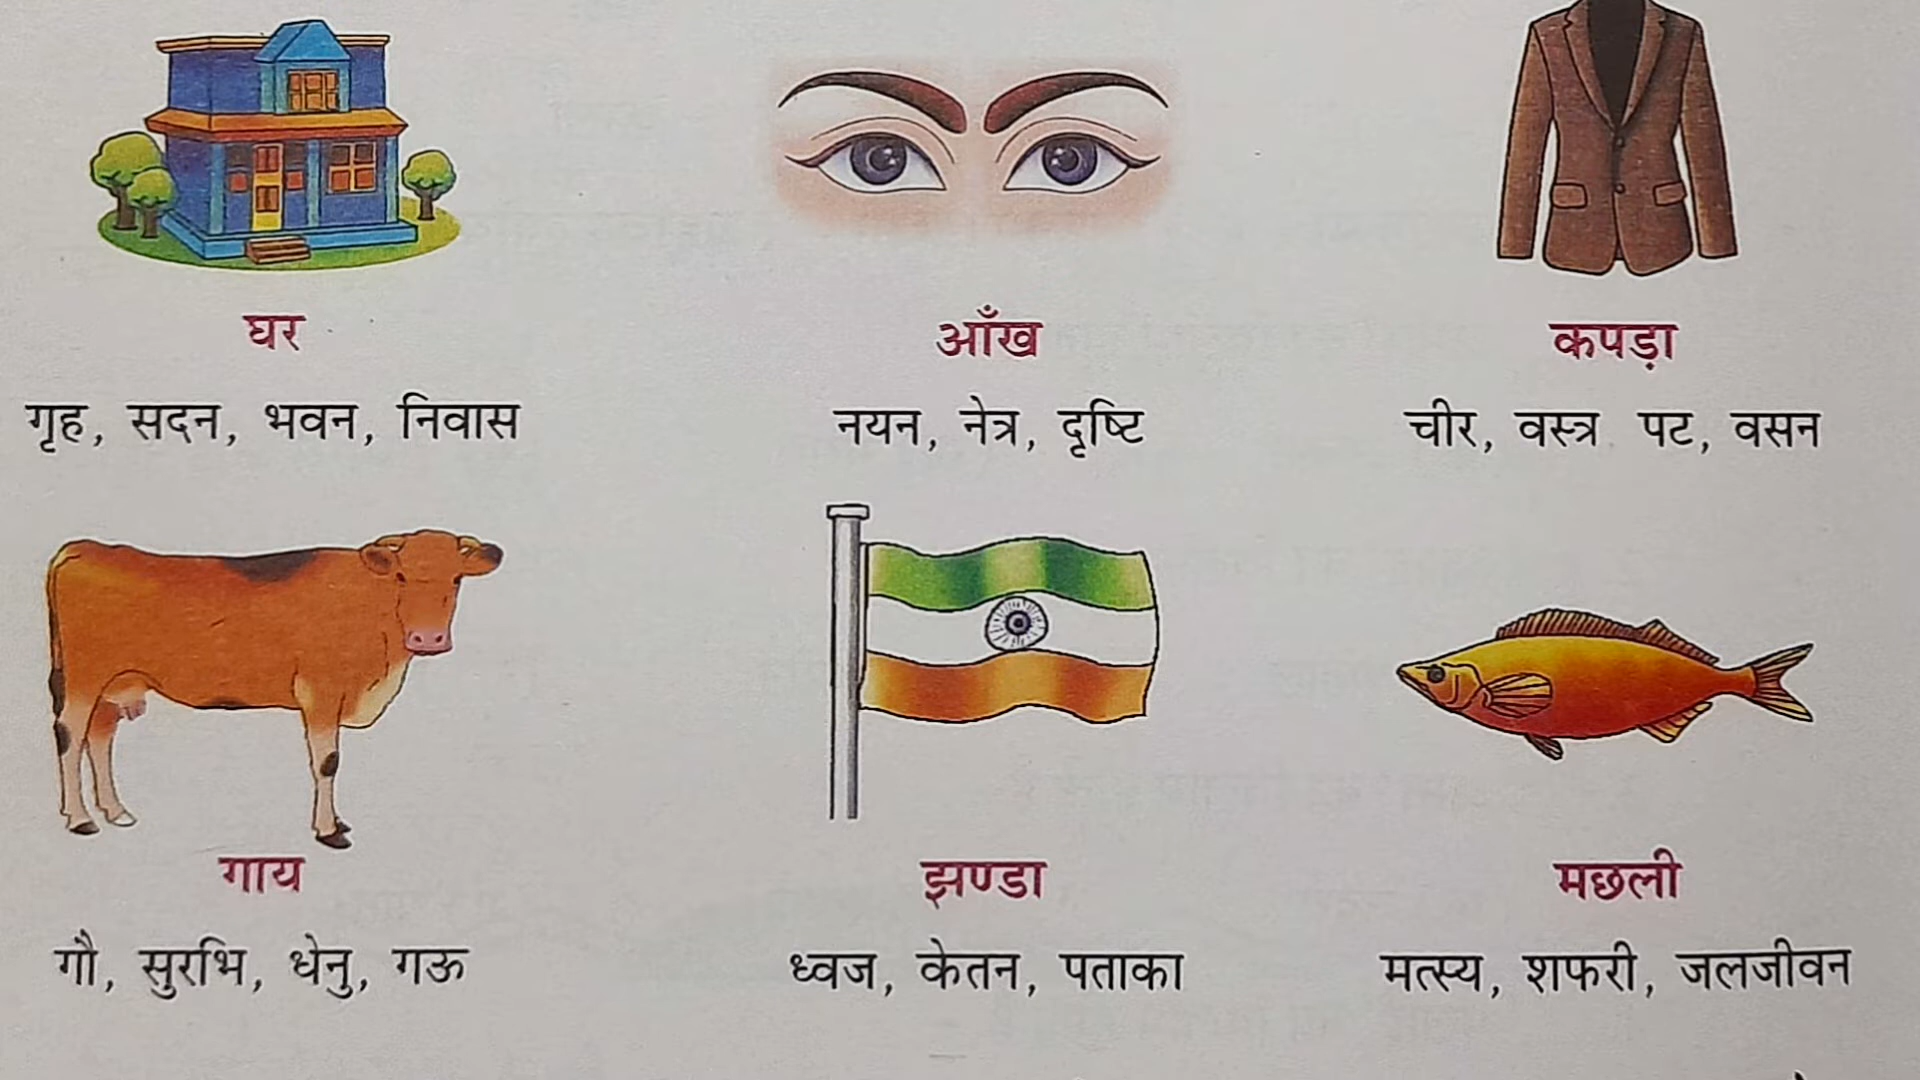 घर
आँख
कपड़ा
गृह, सदन, भवन, निवास
नयन, नेत्र, दृष्टि
चीर, वस्त्र पट, वसन
गाय
झण्डा
मछली
गौ, सुरभि, धेनु, गऊ
ध्वज, केतन, पताका
मत्स्य, शफरी, जलजीवन